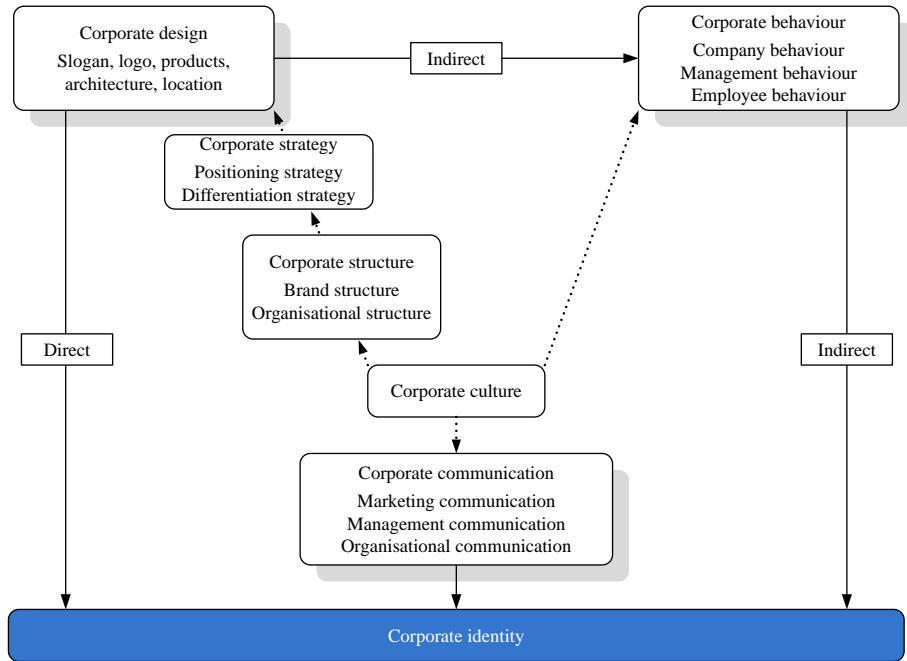 Corporate design
Slogan, logo, products,
architecture, location
Indirect
Corporate behaviour
Company behaviour
Management behaviour
Employee behaviour
Corporate strategy
Positioning strategy
Differentiation strategy
Corporate structure
Brand structure
Organisational structure
Direct
Indirect
Corporate culture
Corporate communication
Marketing communication
Management communication
Organisational communication
Corporate identity